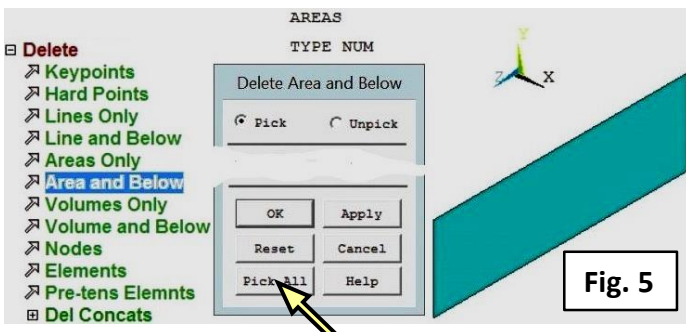 AREAS
TYPE NUM
Delete
Keypoints
Hard Points
Lines Only
Line and Below
Areas Only
Area and Below
Volumes Only
Volume and Below
Nodes
Elements
Pre-tens Elemnts
Del Concats
Delete Area and Below
Pick Unpick
OK Apply
Reset Cancel
Pick All Help
Y
Z X
Fig. 5